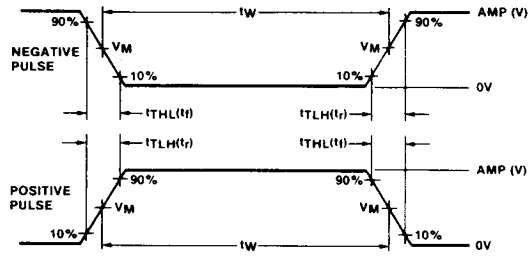 tW
90%
90%
AMP (V)
NEGATIVE
PULSE
VM
VM
10%
10%
0V
tTHL(tf)
tTLH(tr)
tTLH(tr)
tTHL(tf)
AMP (V)
90%
90%
POSITIVE
PULSE
VM
VM
10%
10%
tW
0V